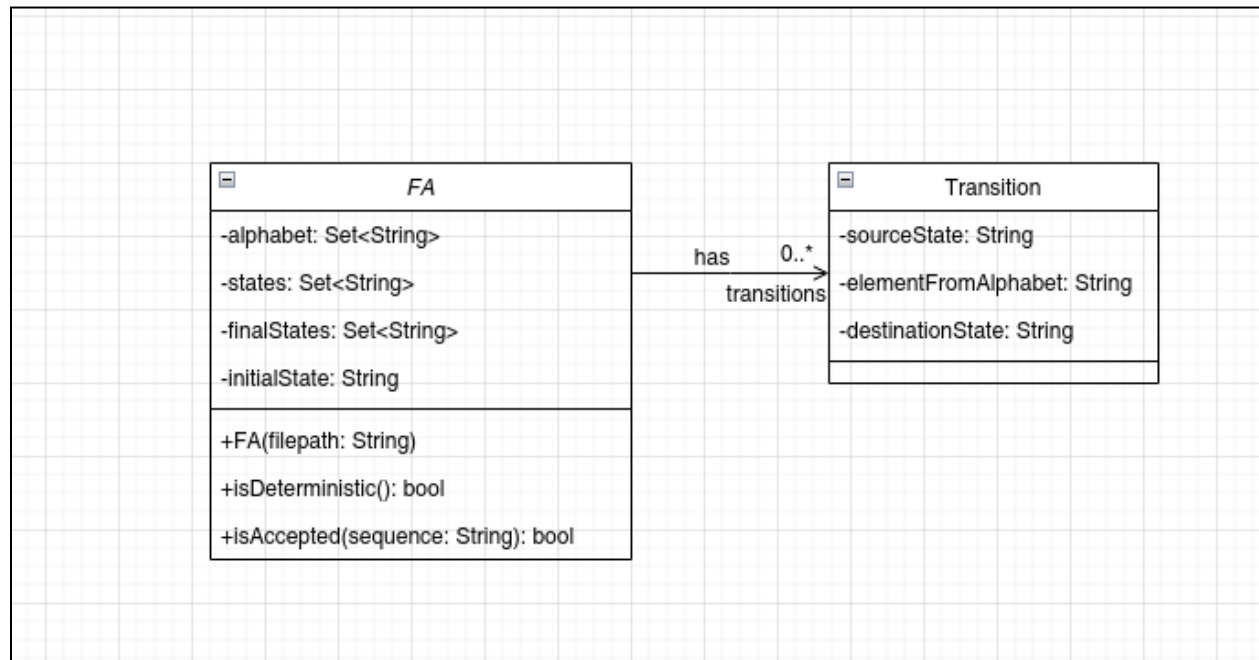 FA
-alphabet: Set<String>
-states: Set<String>
-finalStates: Set<String>
-initialState: String
+FA(filepath: String)
+isDeterministic(): bool
+isAccepted(sequence: String): bool
has
0..*
transitions
Transition
-sourceState: String
-elementFromAlphabet: String
-destinationState: String